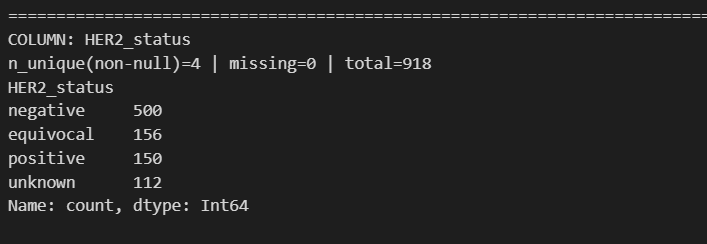 ================================================================================
COLUMN: HER2_status
n_unique(non-null)=4 | missing=0 | total=918
HER2_status
negative     500
equivocal    156
positive     150
unknown      112
Name: count, dtype: Int64